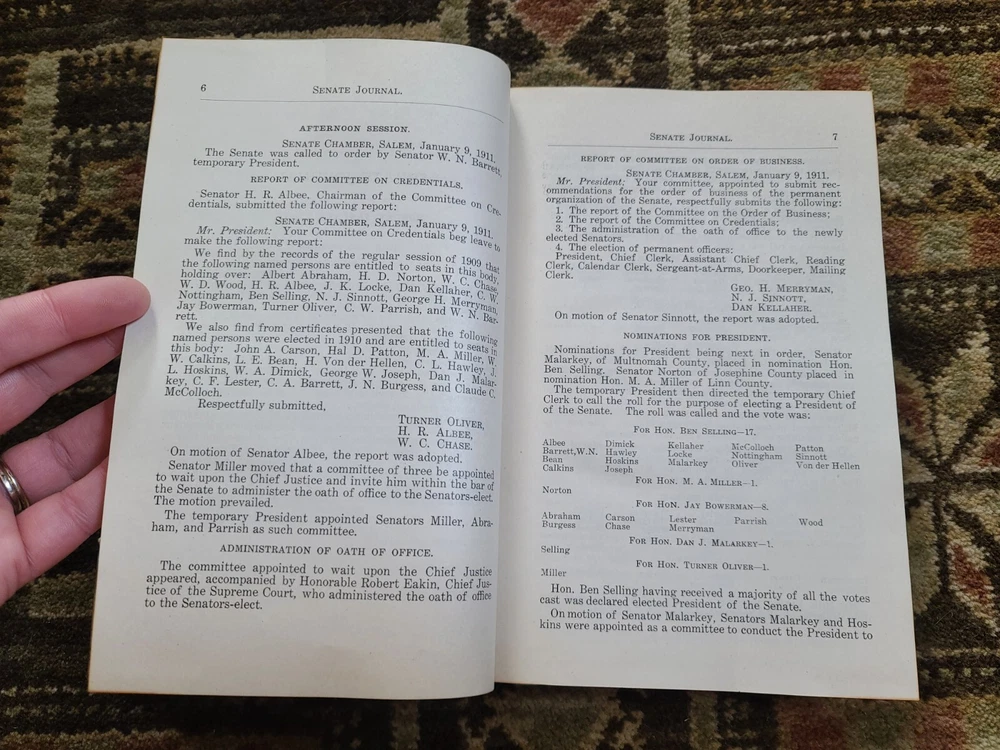 6 SENATE JOURNAL.
AFTERNOON SESSION.
SENATE CHAMBER, SALEM, January 9, 1911.
The Senate was called to order by Senator W. N. Barrett,
temporary President.
REPORT OF COMMITTEE ON CREDENTIALS.
Senator H. R. Albee, Chairman of the Committee on Cre-
dentials, submitted the following report:
SENATE CHAMBER, SALEM, January 9, 1911.
Mr. President: Your Committee on Credentials beg leave to
make the following report:
We find by the records of the regular session of 1909 that
the following named persons are entitled to seats in this body,
holding over: Albert Abraham, H. D. Norton, W. C. Chase,
W. D. Wood, H. R. Albee, J. K. Locke, Dan Kellaher, C. W.
Nottingham, Ben Selling, N. J. Sinnott, George H. Merryman,
Jay Bowerman, Turner Oliver, C. W. Parrish, and W. N. Bar-
rett.
We also find from certificates presented that the following
named persons were elected in 1910 and are entitled to seats in
this body: John A. Carson, Hal D. Patton, M. A. Miller, W.
W. Calkins, L. E. Bean, H. Von der Hellen, C. L. Hawley, J.
L. Hoskins, W. A. Dimick, George W. Joseph, Dan J. Malar-
key, C. F. Lester, C. A. Barrett, J. N. Burgess, and Claude C.
McColloch.
Respectfully submitted,
TURNER OLIVER,
H. R. ALBEE,
W. C. CHASE.
On motion of Senator Albee, the report was adopted.
Senator Miller moved that a committee of three be appointed
to wait upon the Chief Justice and invite him within the bar of
the Senate to administer the oath of office to the Senators-elect.
The motion prevailed.
The temporary President appointed Senators Miller, Abra-
ham, and Parrish as such committee.
ADMINISTRATION OF OATH OF OFFICE.
The committee appointed to wait upon the Chief Justice
appeared, accompanied by Honorable Robert Eakin, Chief Jus-
tice of the Supreme Court, who administered the oath of office
to the Senators-elect.
SENATE JOURNAL. 7
REPORT OF COMMITTEE ON ORDER OF BUSINESS.
SENATE CHAMBER, SALEM, January 9, 1911.
Mr. President: Your committee, appointed to submit rec-
ommendations for the order of business of the permanent
organization of the Senate, respectfully submits the following:
1. The report of the Committee on the Order of Business;
2. The report of the Committee on Credentials;
3. The administration of the oath of office to the newly
elected Senators.
4. The election of permanent officers:
President, Chief Clerk, Assistant Chief Clerk, Reading
Clerk, Calendar Clerk, Sergeant-at-Arms, Doorkeeper, Mailing
Clerk.
GEO. H. MERRYMAN,
N. J. SINNOTT,
DAN KELLAHER.
On motion of Senator Sinnott, the report was adopted.
NOMINATIONS FOR PRESIDENT.
Nominations for President being next in order, Senator
Malarkey, of Multnomah County, placed in nomination Hon.
Ben Selling. Senator Norton of Josephine County placed in
nomination Hon. M. A. Miller of Linn County.
The temporary President then directed the temporary Chief
Clerk to call the roll for the purpose of electing a President of
of the Senate. The roll was called and the vote was:
FOR HON. BEN SELLING—17.
Albee Dimick Kellaher McColloch Patton
Barrett, W.N. Hawley Locke Nottingham Sinnott
Bean Hoskins Malarkey Oliver Von der Hellen
Calkins Joseph
FOR HON. M. A. MILLER—1.
Norton
FOR HON. JAY BOWERMAN—8.
Abraham Carson Lester Parrish Wood
Burgess Chase Merryman
FOR HON. DAN J. MALARKEY—1.
Selling
FOR HON. TURNER OLIVER—1.
Miller
Hon. Ben Selling having received a majority of all the votes
cast was declared elected President of the Senate.
On motion of Senator Malarkey, Senators Malarkey and Hos-
kins were appointed as a committee to conduct the President to